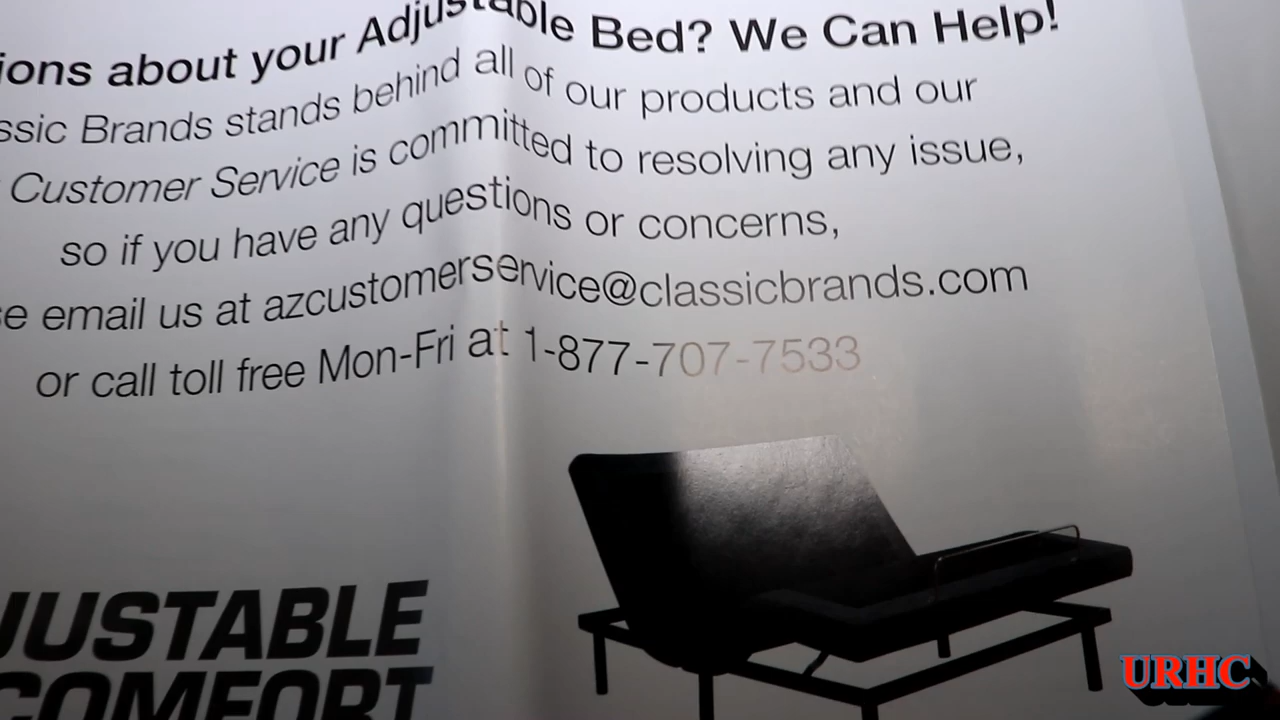 ions about your Adjustable Bed? We Can Help!
ssic Brands stands behind all of our products and our
Customer Service is committed to resolving any issue,
so if you have any questions or concerns,
se email us at azcustomerservice@classicbrands.com
or call toll free Mon-Fri at 1-877-707-7533
JUSTABLE
COMFORT
URHC